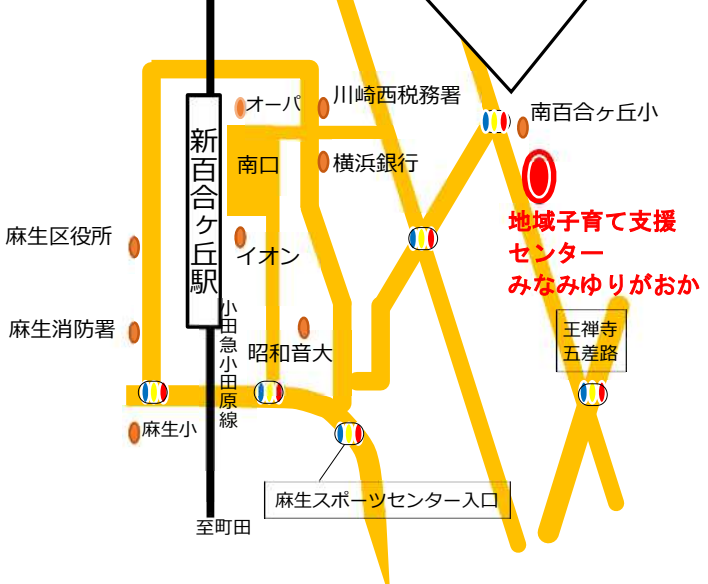 オーパ
川崎西税務署
南百合ヶ丘小
新百合ヶ丘駅
南口
横浜銀行
地域子育て支援
センター
みなみゆりがおか
麻生区役所
イオン
小田急小田原線
麻生消防署
昭和音大
王禅寺
五差路
麻生小
麻生スポーツセンター入口
至町田